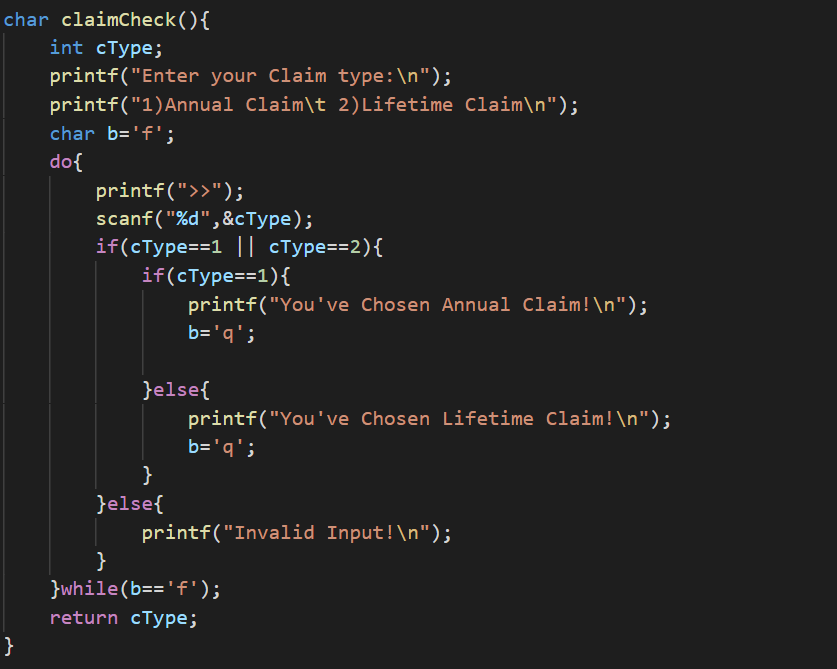 char claimCheck(){
    int cType;
    printf("Enter your Claim type:\n");
    printf("1)Annual Claim\t 2)Lifetime Claim\n");
    char b='f';
    do{
        printf(">>");
        scanf("%d",&cType);
        if(cType==1 || cType==2){
            if(cType==1){
                printf("You've Chosen Annual Claim!\n");
                b='q';

            }else{
                printf("You've Chosen Lifetime Claim!\n");
                b='q';
            }
        }else{
            printf("Invalid Input!\n");
        }
    }while(b=='f');
    return cType;
}